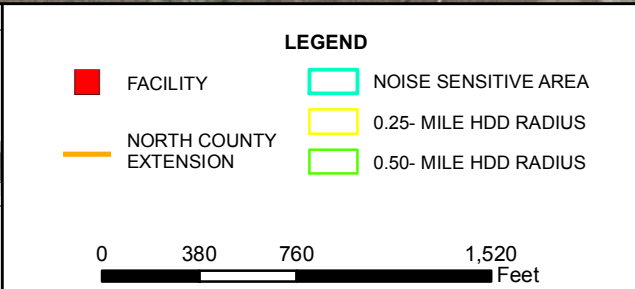 LEGEND
FACILITY
NORTH COUNTY
EXTENSION
NOISE SENSITIVE AREA
0.25- MILE HDD RADIUS
0.50- MILE HDD RADIUS
0 380 760 1,520
Feet